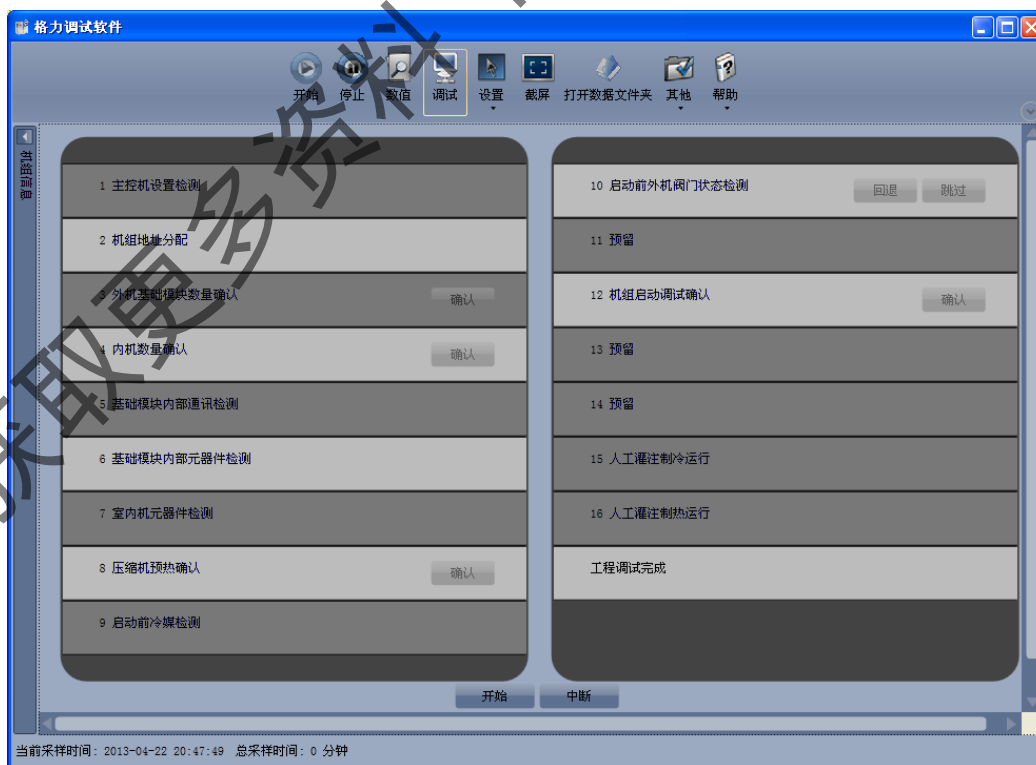 格力调试软件
开始 停止 数值 调试 设置 截屏 打开数据文件夹 其他 帮助
机组信息
1 主控机设置检测
2 机组地址分配
3 外机基础模块数量确认 确认
4 内机数量确认 确认
5 基础模块内部通讯检测
6 基础模块内部元器件检测
7 室内机元器件检测
8 压缩机预热确认 确认
9 启动前冷媒检测
10 启动前外机阀门状态检测 回退 跳过
11 预留
12 机组启动调试确认 确认
13 预留
14 预留
15 人工灌注制冷运行
16 人工灌注制热运行
工程调试完成
开始 中断
当前采样时间: 2013-04-22 20:47:49 总采样时间: 0 分钟
获取更多资料